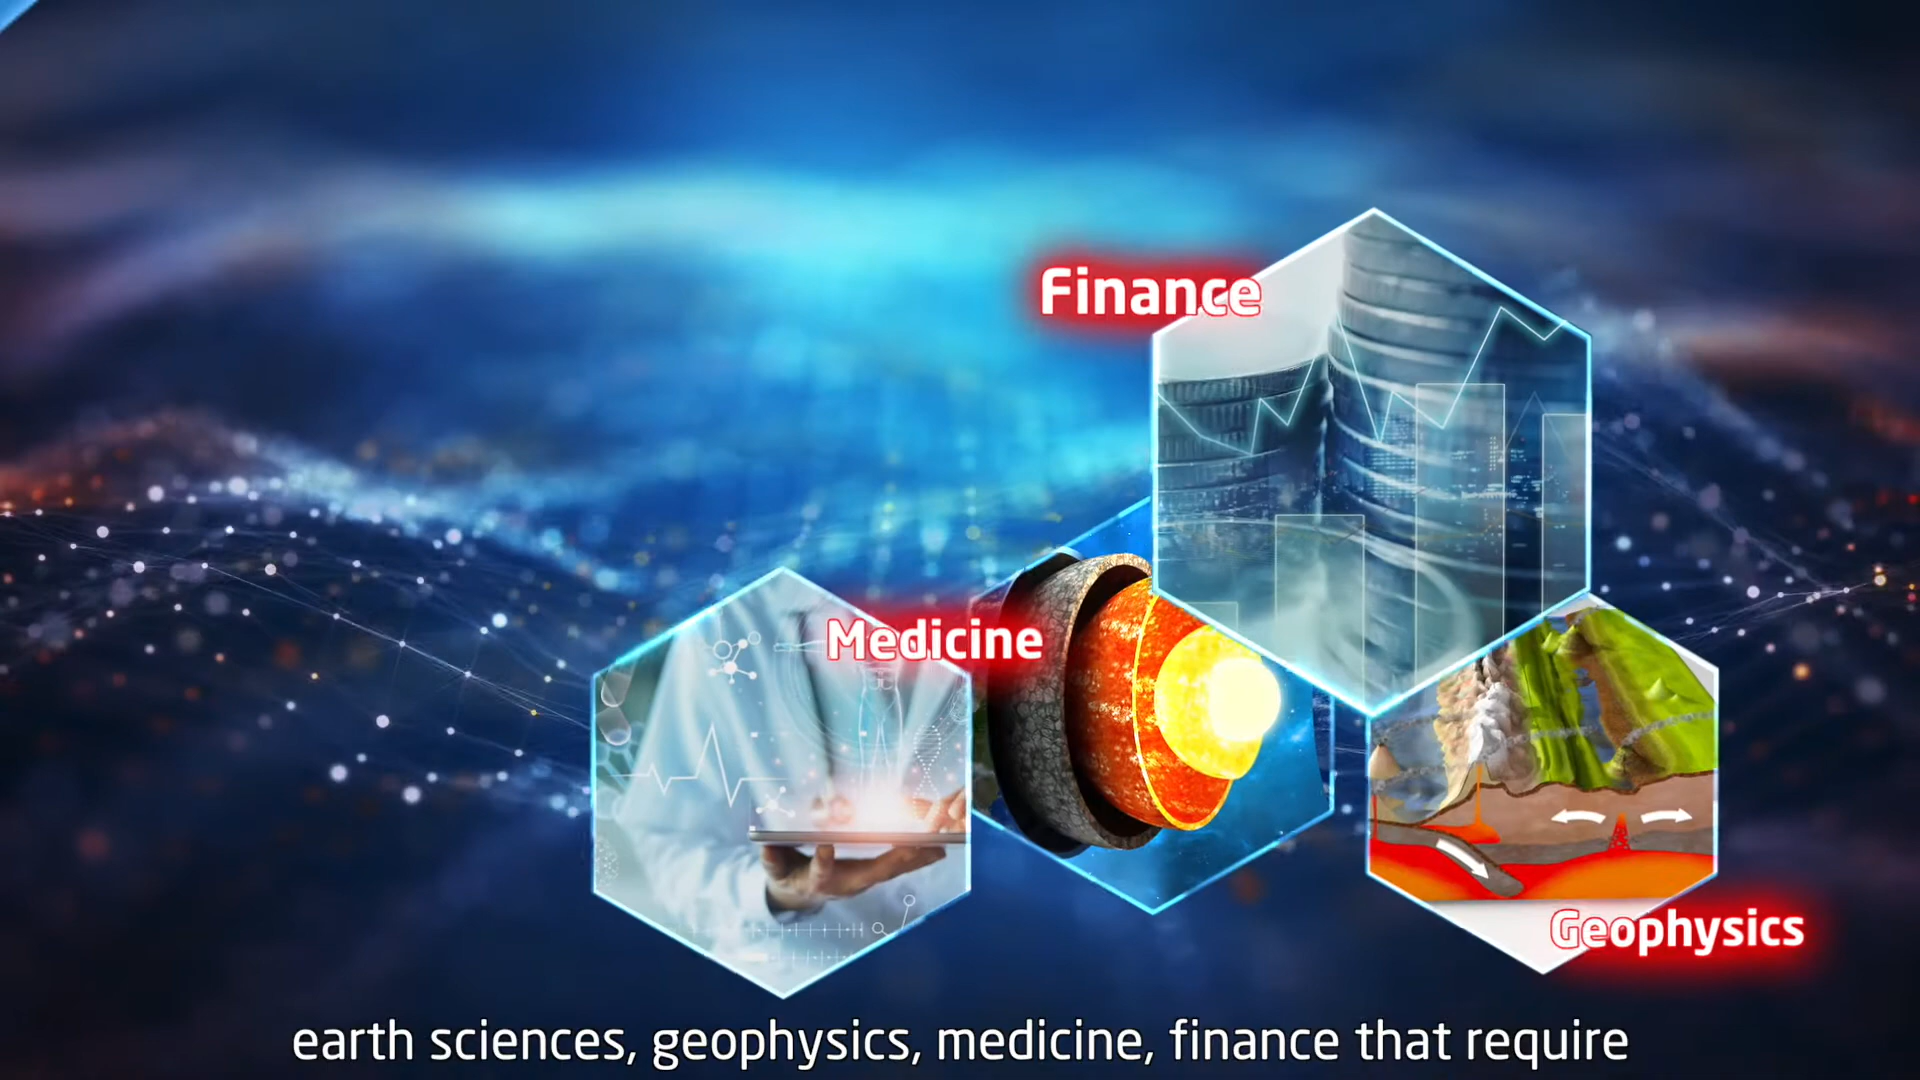 Finance
Medicine
Geophysics
earth sciences, geophysics, medicine, finance that require